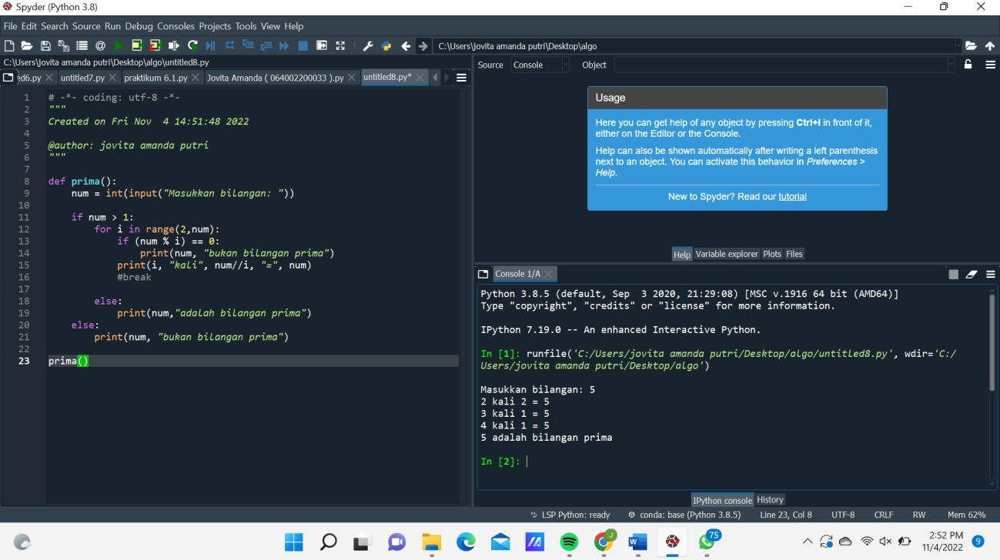 Spyder (Python 3.8)
File Edit Search Source Run Debug Consoles Projects Tools View Help
C:\Users\jovita amanda putri\Desktop\algo
C:\Users\jovita amanda putri\Desktop\algo\untitled8.py
ed6.py untitled7.py praktikum 6.1.py Jovita Amanda ( 064002200033 ).py untitled8.py*
1 # -*- coding: utf-8 -*-
2 """
3 Created on Fri Nov  4 14:51:48 2022
4
5 @author: jovita amanda putri
6 """
7
8 def prima():
9     num = int(input("Masukkan bilangan: "))
10
11     if num > 1:
12         for i in range(2,num):
13             if (num % i) == 0:
14                 print(num, "bukan bilangan prima")
15             print(i, "kali", num//i, "=", num)
16             #break
17
18         else:
19             print(num,"adalah bilangan prima")
20     else:
21         print(num, "bukan bilangan prima")
22
23 prima()
Source Console Object
Usage
Here you can get help of any object by pressing Ctrl+I in front of it,
either on the Editor or the Console.
Help can also be shown automatically after writing a left parenthesis
next to an object. You can activate this behavior in Preferences >
Help.
New to Spyder? Read our tutorial
Help Variable explorer Plots Files
Console 1/A
Python 3.8.5 (default, Sep  3 2020, 21:29:08) [MSC v.1916 64 bit (AMD64)]
Type "copyright", "credits" or "license" for more information.
IPython 7.19.0 -- An enhanced Interactive Python.
In [1]: runfile('C:/Users/jovita amanda putri/Desktop/algo/untitled8.py', wdir='C:/
Users/jovita amanda putri/Desktop/algo')
Masukkan bilangan: 5
2 kali 2 = 5
3 kali 1 = 5
4 kali 1 = 5
5 adalah bilangan prima
In [2]:
IPython console History
LSP Python: ready conda: base (Python 3.8.5) Line 23, Col 8 UTF-8 CRLF RW Mem 62%
J
75
2:52 PM
11/4/2022
9